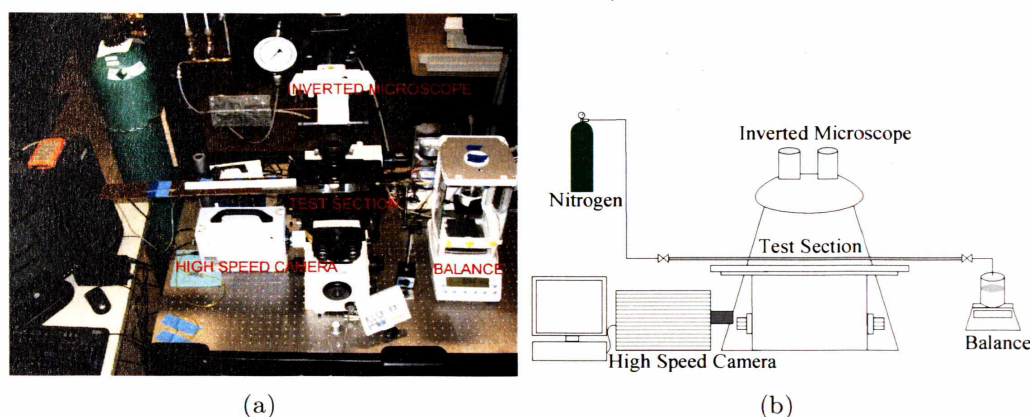 INVERTED MICROSCOPE
TEST SECTION
HIGH SPEED CAMERA
BALANCE
(a)
Inverted Microscope
Nitrogen
Test Section
High Speed Camera
Balance
(b)